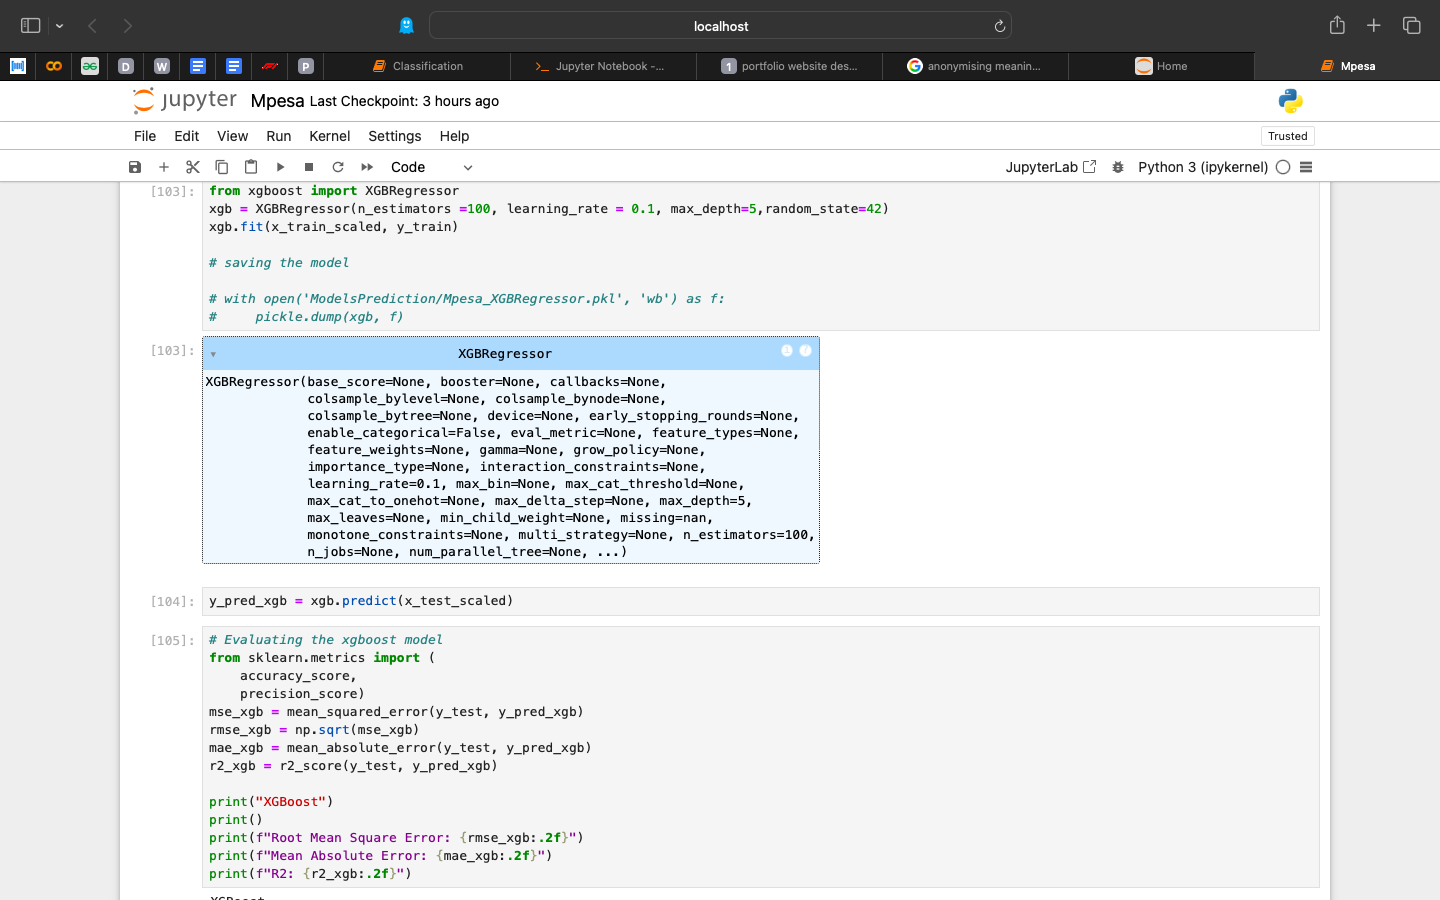 localhost
D
W
P
Classification
Jupyter Notebook -...
1 portfolio website des...
anonymising meanin...
Home
Mpesa
jupyter Mpesa Last Checkpoint: 3 hours ago
File Edit View Run Kernel Settings Help
Trusted
Code
JupyterLab
Python 3 (ipykernel)
[103]:
from xgboost import XGBRegressor
xgb = XGBRegressor(n_estimators =100, learning_rate = 0.1, max_depth=5,random_state=42)
xgb.fit(x_train_scaled, y_train)
# saving the model
# with open('ModelsPrediction/Mpesa_XGBRegressor.pkl', 'wb') as f:
#     pickle.dump(xgb, f)
[103]:
XGBRegressor
i ?
XGBRegressor(base_score=None, booster=None, callbacks=None,
             colsample_bylevel=None, colsample_bynode=None,
             colsample_bytree=None, device=None, early_stopping_rounds=None,
             enable_categorical=False, eval_metric=None, feature_types=None,
             feature_weights=None, gamma=None, grow_policy=None,
             importance_type=None, interaction_constraints=None,
             learning_rate=0.1, max_bin=None, max_cat_threshold=None,
             max_cat_to_onehot=None, max_delta_step=None, max_depth=5,
             max_leaves=None, min_child_weight=None, missing=nan,
             monotone_constraints=None, multi_strategy=None, n_estimators=100,
             n_jobs=None, num_parallel_tree=None, ...)
[104]:
y_pred_xgb = xgb.predict(x_test_scaled)
[105]:
# Evaluating the xgboost model
from sklearn.metrics import (
    accuracy_score,
    precision_score)
mse_xgb = mean_squared_error(y_test, y_pred_xgb)
rmse_xgb = np.sqrt(mse_xgb)
mae_xgb = mean_absolute_error(y_test, y_pred_xgb)
r2_xgb = r2_score(y_test, y_pred_xgb)
print("XGBoost")
print()
print(f"Root Mean Square Error: {rmse_xgb:.2f}")
print(f"Mean Absolute Error: {mae_xgb:.2f}")
print(f"R2: {r2_xgb:.2f}")
XGBoost